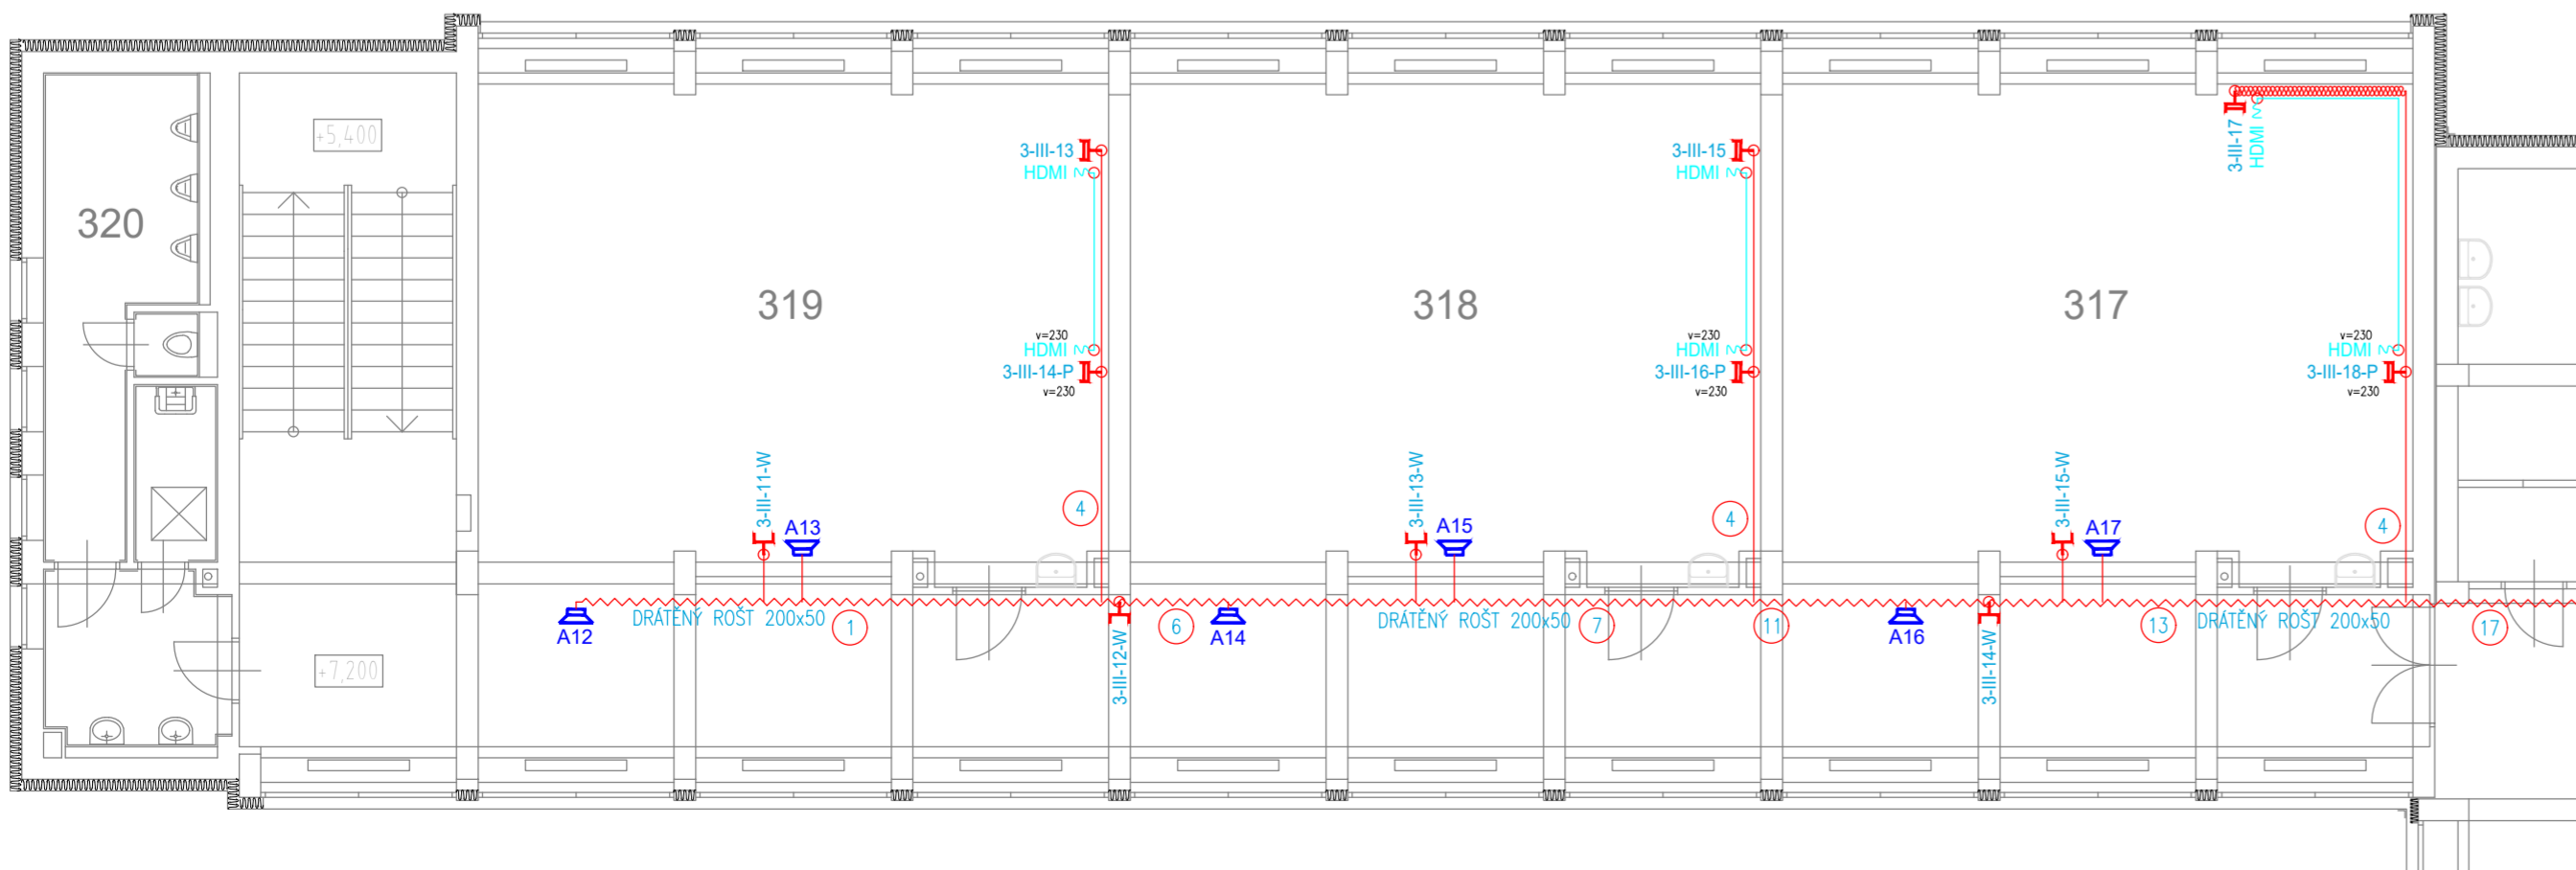 +5,400
320
319
318
317
3-III-13
HDMI
3-III-15
HDMI
3-III-17
HDMI
v=230
HDMI
3-III-14-P
v=230
v=230
HDMI
3-III-16-P
v=230
v=230
HDMI
3-III-18-P
v=230
4
4
4
3-III-11-W
A13
3-III-13-W
A15
3-III-15-W
A17
A12
DRÁTĚNÝ ROŠT 200x50
1
3-III-12-W
6
A14
DRÁTĚNÝ ROŠT 200x50
7
11
A16
3-III-14-W
13
DRÁTĚNÝ ROŠT 200x50
17
+7,200